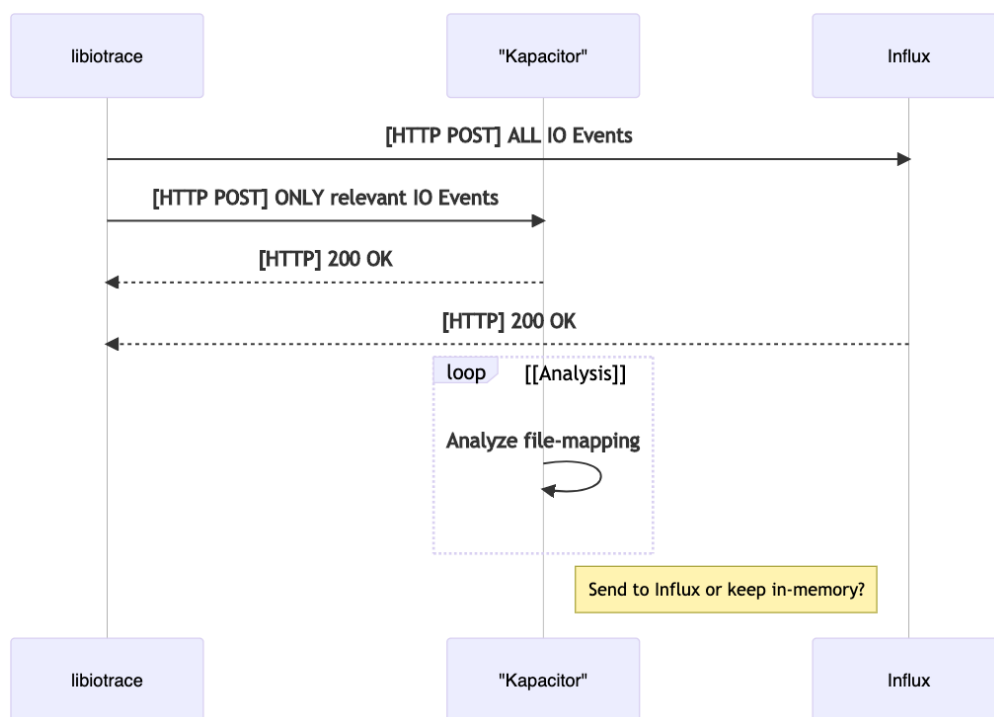 libiotrace
"Kapacitor"
Influx
[HTTP POST] ALL IO Events
[HTTP POST] ONLY relevant IO Events
[HTTP] 200 OK
[HTTP] 200 OK
loop
[[Analysis]]
Analyze file-mapping
Send to Influx or keep in-memory?
libiotrace
"Kapacitor"
Influx